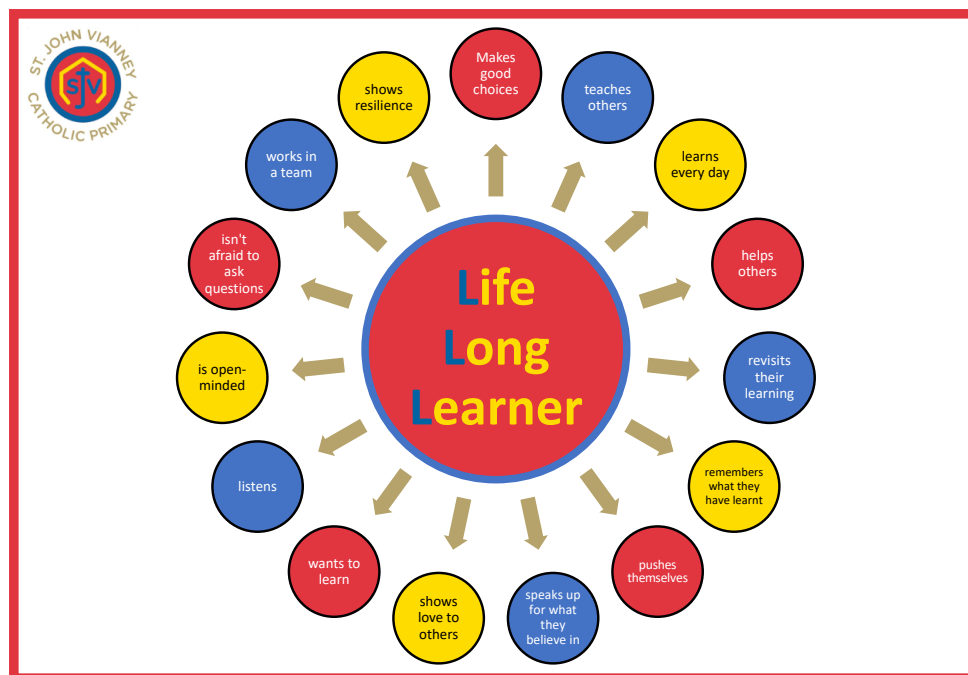 ST. JOHN VIANNEY
SJV
CATHOLIC PRIMARY
Life
Long
Learner
Makes
good
choices
teaches
others
learns
every day
helps
others
revisits
their
learning
remembers
what they
have learnt
pushes
themselves
speaks up
for what
they
believe in
shows
love to
others
wants to
learn
listens
is open-
minded
isn't
afraid to
ask
questions
works in
a team
shows
resilience